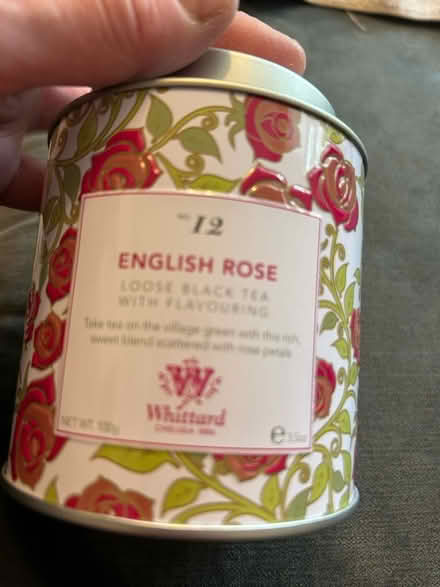 NO. 12
ENGLISH ROSE
LOOSE BLACK TEA
WITH FLAVOURING
Take tea on the village green with this rich,
sweet blend scattered with rose petals
W
Whittard
CHELSEA 1886
NET WT. 100g ℮ 3.5oz